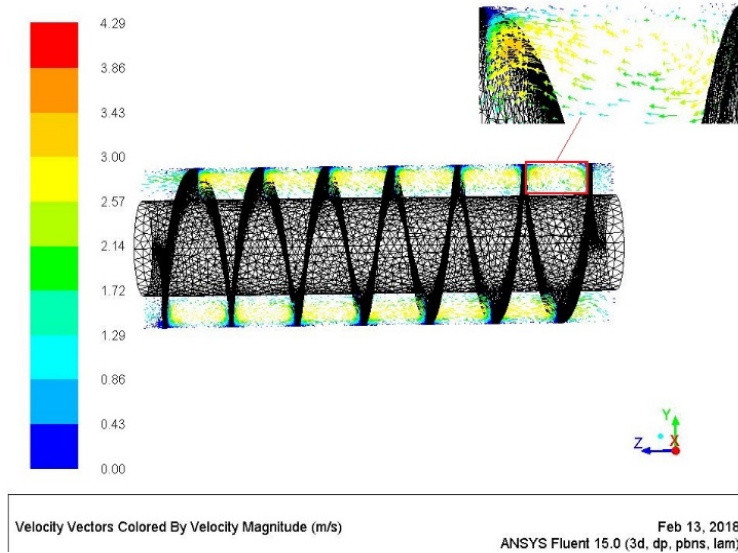 4.29
3.86
3.43
3.00
2.57
2.14
1.72
1.29
0.86
0.43
0.00
Y
Z X
Velocity Vectors Colored By Velocity Magnitude (m/s)
Feb 13, 2018
ANSYS Fluent 15.0 (3d, dp, pbns, lam)